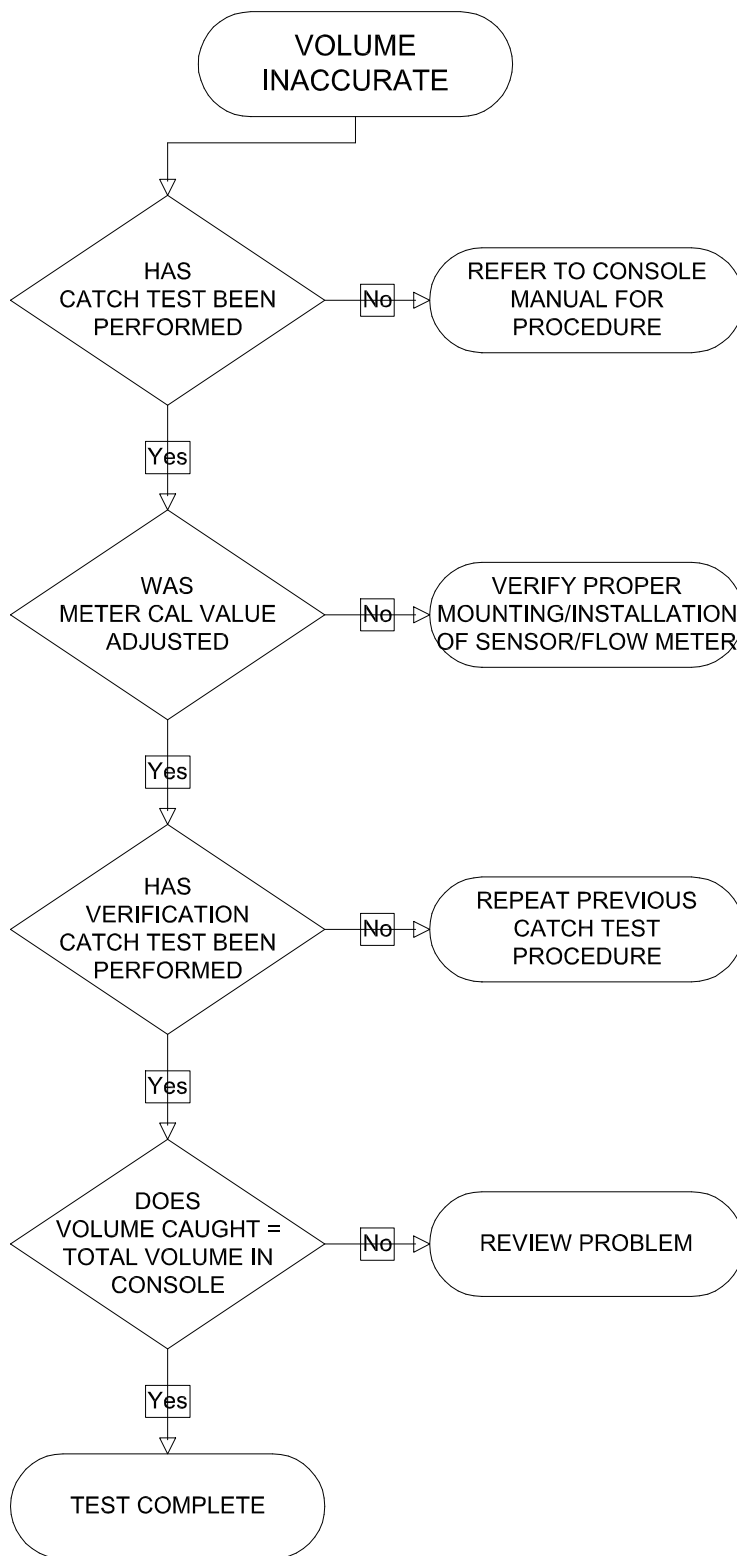 VOLUME
INACCURATE
HAS
CATCH TEST BEEN
PERFORMED
No
REFER TO CONSOLE
MANUAL FOR
PROCEDURE
Yes
WAS
METER CAL VALUE
ADJUSTED
No
VERIFY PROPER
MOUNTING/INSTALLATION
OF SENSOR/FLOW METER
Yes
HAS
VERIFICATION
CATCH TEST BEEN
PERFORMED
No
REPEAT PREVIOUS
CATCH TEST
PROCEDURE
Yes
DOES
VOLUME CAUGHT =
TOTAL VOLUME IN
CONSOLE
No
REVIEW PROBLEM
Yes
TEST COMPLETE